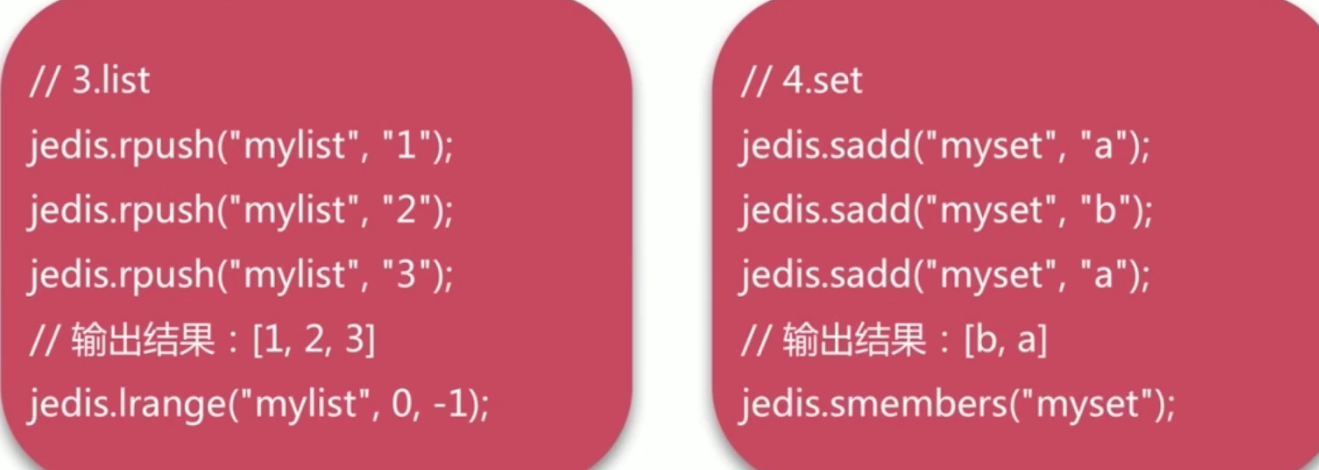 // 3.list
jedis.rpush("mylist", "1");
jedis.rpush("mylist", "2");
jedis.rpush("mylist", "3");
// 输出结果：[1, 2, 3]
jedis.lrange("mylist", 0, -1);
// 4.set
jedis.sadd("myset", "a");
jedis.sadd("myset", "b");
jedis.sadd("myset", "a");
// 输出结果：[b, a]
jedis.smembers("myset");